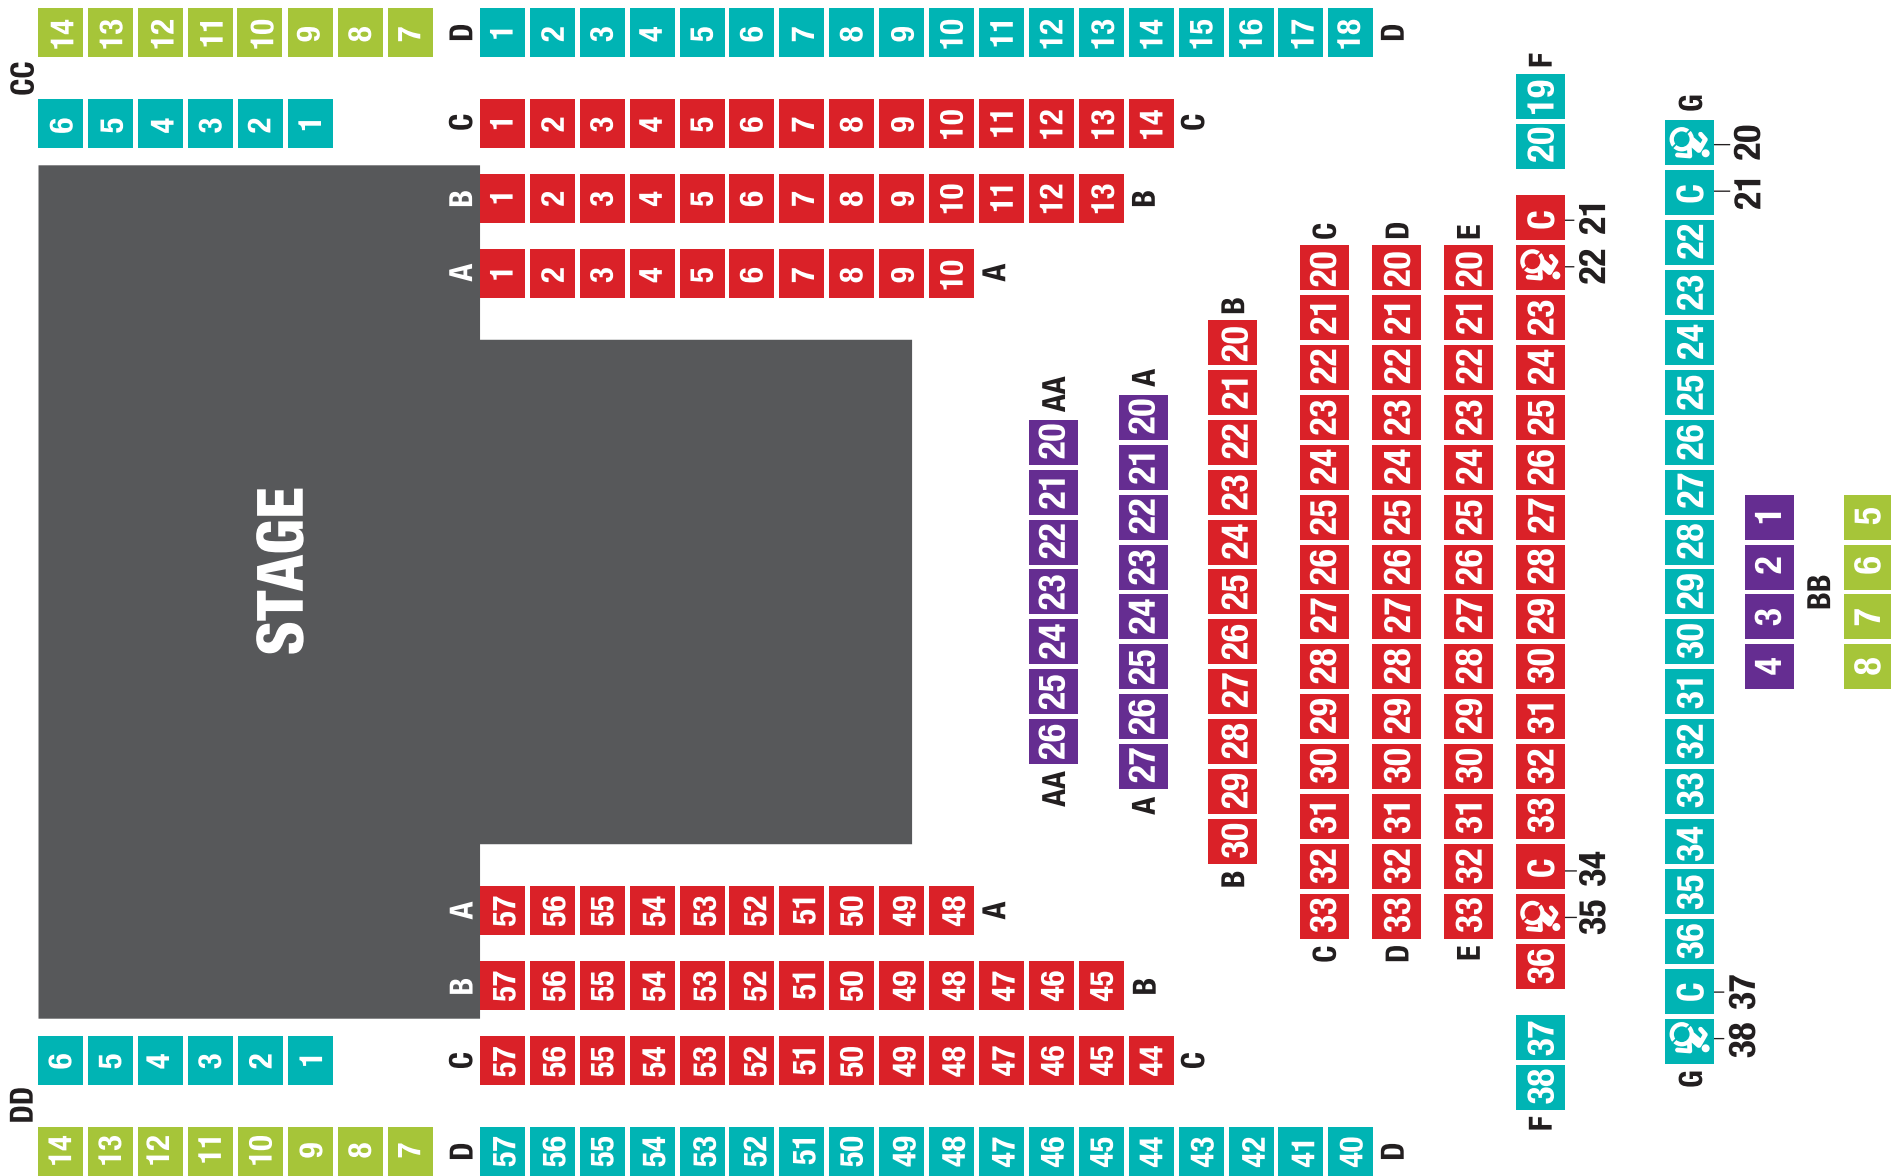 DD CC
14 6 6 14
13 5 5 13
12 4 4 12
11 3 3 11
10 2 2 10
STAGE
9 1 1 9
8 8
7 7
D C B A A B C D
57 57 57 57 1 1 1 1
56 56 56 56 2 2 2 2
55 55 55 55 3 3 3 3
54 54 54 54 4 4 4 4
53 53 53 53 5 5 5 5
52 52 52 52 6 6 6 6
51 51 51 51 7 7 7 7
50 50 50 50 8 8 8 8
49 49 49 49 9 9 9 9
48 48 48 48 10 10 10 10
47 47 47 A A 11 11 11
46 46 46 AA 26 25 24 23 22 21 20 AA 12 12 12
45 45 45 13 13 13
44 44 B A 27 26 25 24 23 22 21 20 A B 14 14
43 C C 15
42 B 30 29 28 27 26 25 24 23 22 21 20 B 16
41 17
C 33 32 31 30 29 28 27 26 25 24 23 22 21 20 C
40 18
D D 33 32 31 30 29 28 27 26 25 24 23 22 21 20 D D
E 33 32 31 30 29 28 27 26 25 24 23 22 21 20 E
F 38 37 36 C 33 32 31 30 29 28 27 26 25 24 23 C 20 19 F
35 34 22 21
G C 36 35 34 33 32 31 30 29 28 27 26 25 24 23 22 C G
38 37 21 20
4 3 2 1
BB
8 7 6 5